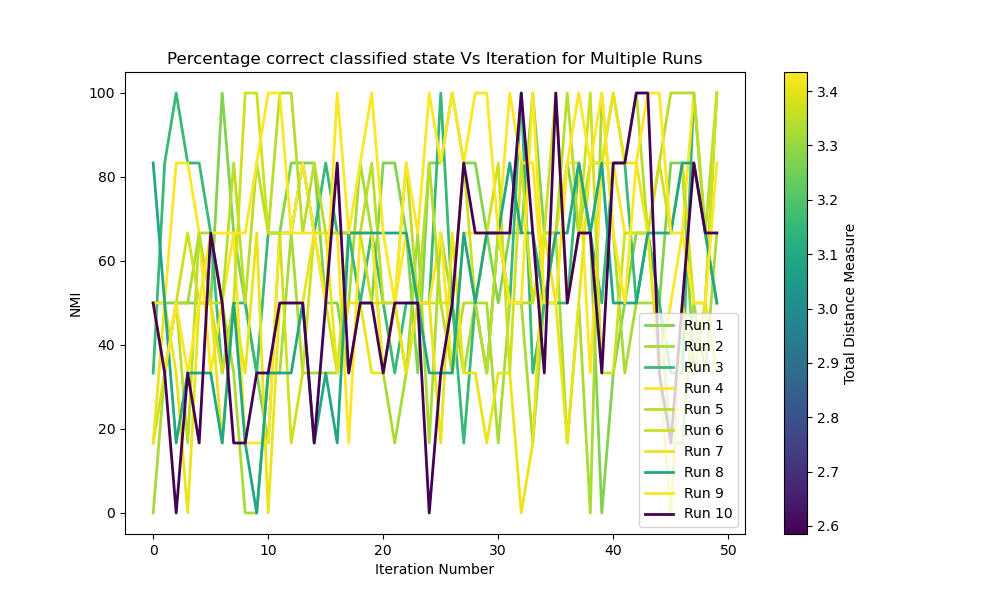 Percentage correct classified state Vs Iteration for Multiple Runs
NMI
100
80
60
40
20
0
0
10
20
30
40
50
Iteration Number
Run 1
Run 2
Run 3
Run 4
Run 5
Run 6
Run 7
Run 8
Run 9
Run 10
3.4
3.3
3.2
3.1
3.0
2.9
2.8
2.7
2.6
Total Distance Measure